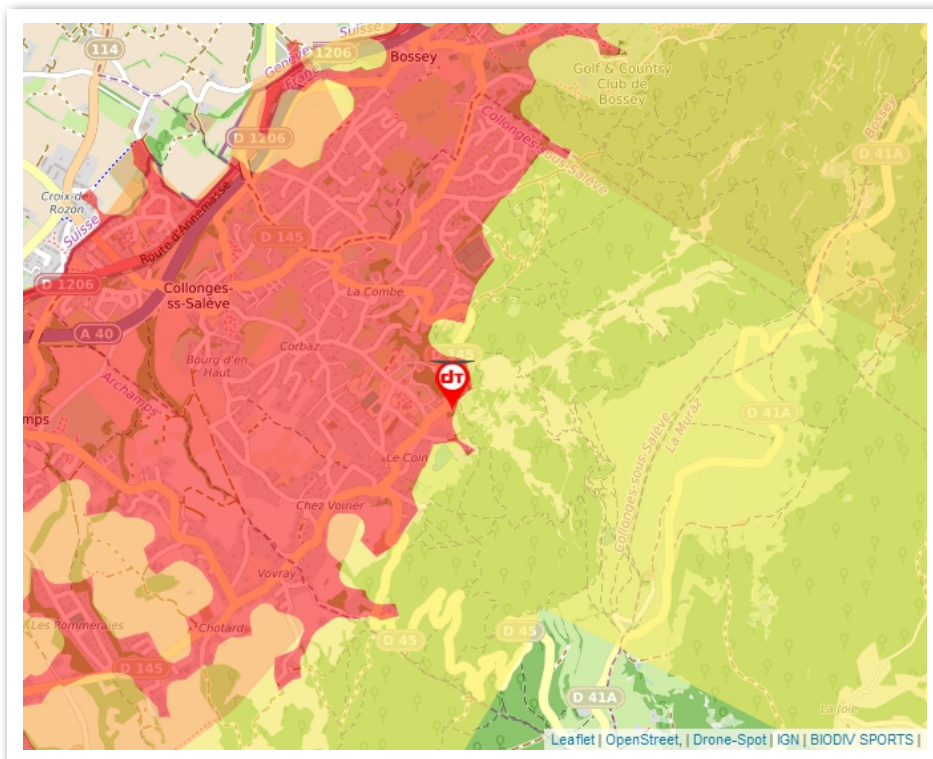 Suisse
114
D 1206
Genève
France
Bossey
Golf & Country
Club de
Bossey
Bossey
Collonges-sous-Salève
D 1206
D 41A
Croix-de-
Rozon
Suisse
Route d'Annemasse
D 145
D 1206
Collonges-
ss-Salève
La Combe
A 40
Corbaz
Bourg d'en
Haut
dT
Archamps
mps
D 41A
Collonges-sous-Salève
La Muraz
Le Coin
Chez Voirier
Vovray
Les Pommeraies
Chotard
D 45
D 45
D 145
D 41A
La Joie
Leaflet | OpenStreet, | Drone-Spot | IGN | BIODIV SPORTS |